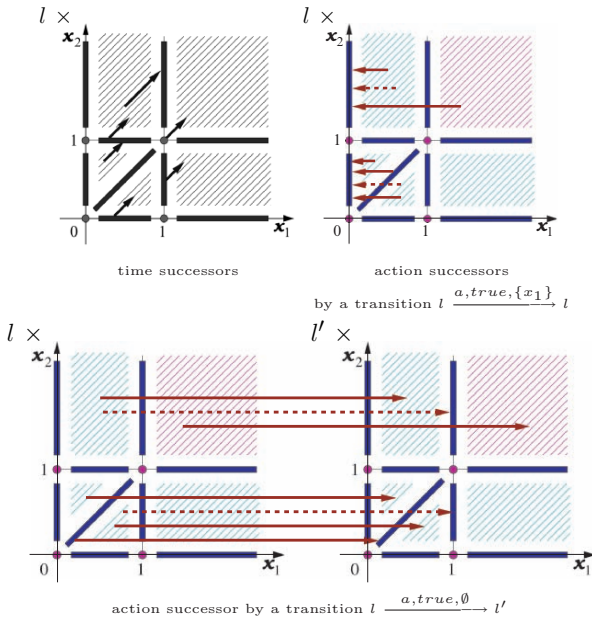 l ×
x2
1
0
1
x1
time successors
l ×
x2
1
0
1
x1
action successors
by a transition l a,true,{x1} ⟶ l
l ×
x2
1
0
1
x1
l′ ×
x2
1
0
1
x1
action successor by a transition l a,true,∅ ⟶ l′